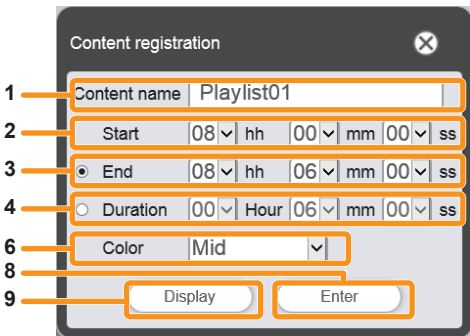 Content registration
1 Content name Playlist01
2 Start 08 hh 00 mm 00 ss
3 End 08 hh 06 mm 00 ss
4 Duration 00 Hour 06 mm 00 ss
6 Color Mid
8
9 Display Enter